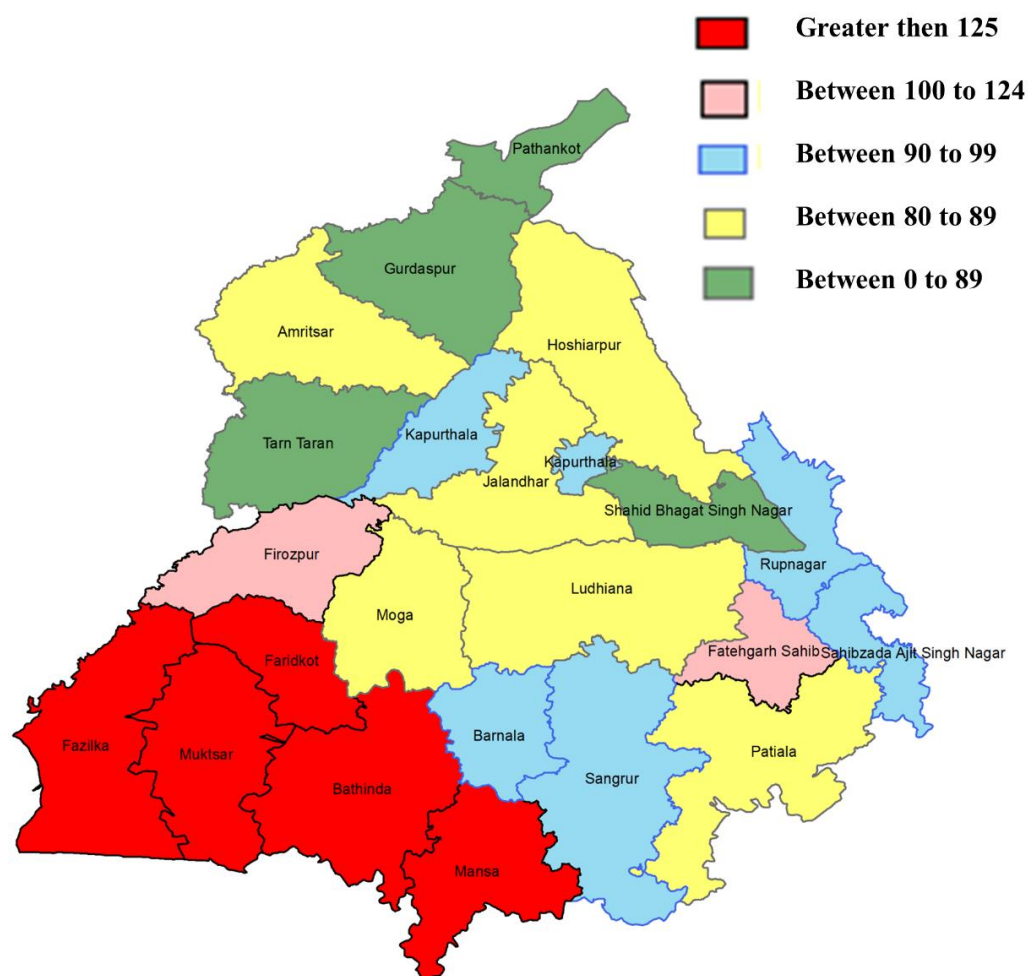 Greater then 125
Between 100 to 124
Between 90 to 99
Between 80 to 89
Between 0 to 89
Pathankot
Gurdaspur
Amritsar
Hoshiarpur
Tarn Taran
Kapurthala
Kapurthala
Jalandhar
Shahid Bhagat Singh Nagar
Firozpur
Rupnagar
Ludhiana
Moga
Fatehgarh Sahib
Sahibzada Ajit Singh Nagar
Faridkot
Fazilka
Muktsar
Barnala
Patiala
Sangrur
Bathinda
Mansa